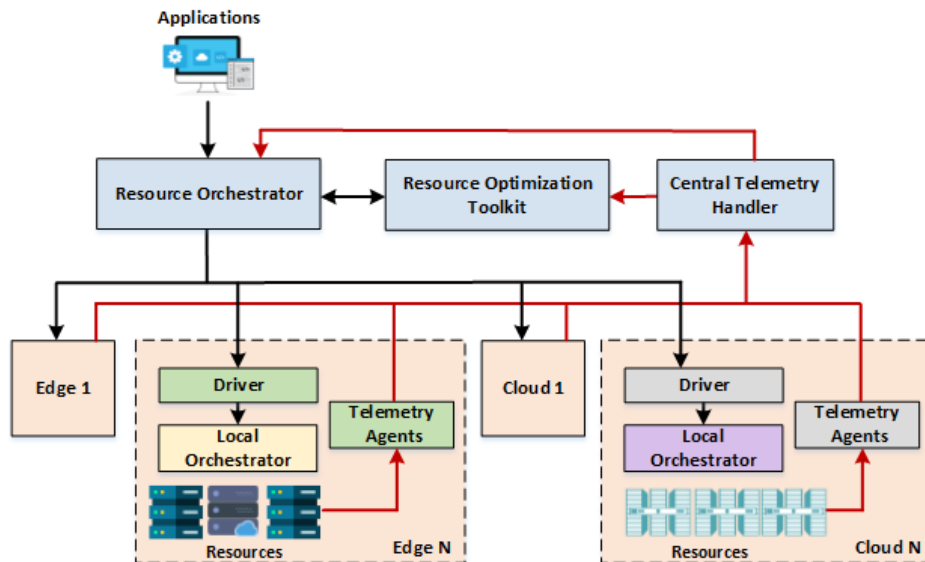 Applications
Resource Orchestrator
Resource Optimization
Toolkit
Central Telemetry
Handler
Edge 1
Driver
Local
Orchestrator
Telemetry
Agents
Resources
Edge N
Cloud 1
Driver
Local
Orchestrator
Telemetry
Agents
Resources
Cloud N